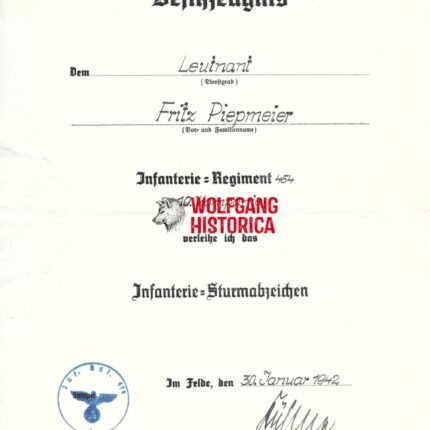 Besitzzeugnis
Dem Leutnant
(Dienstgrad)
Fritz Piepmeier
(Vor- und Familienname)
Infanterie=Regiment 454
WOLFGANG
HISTORICA
verleihe ich das
Infanterie=Sturmabzeichen
Im Felde, den 30. Januar 1942